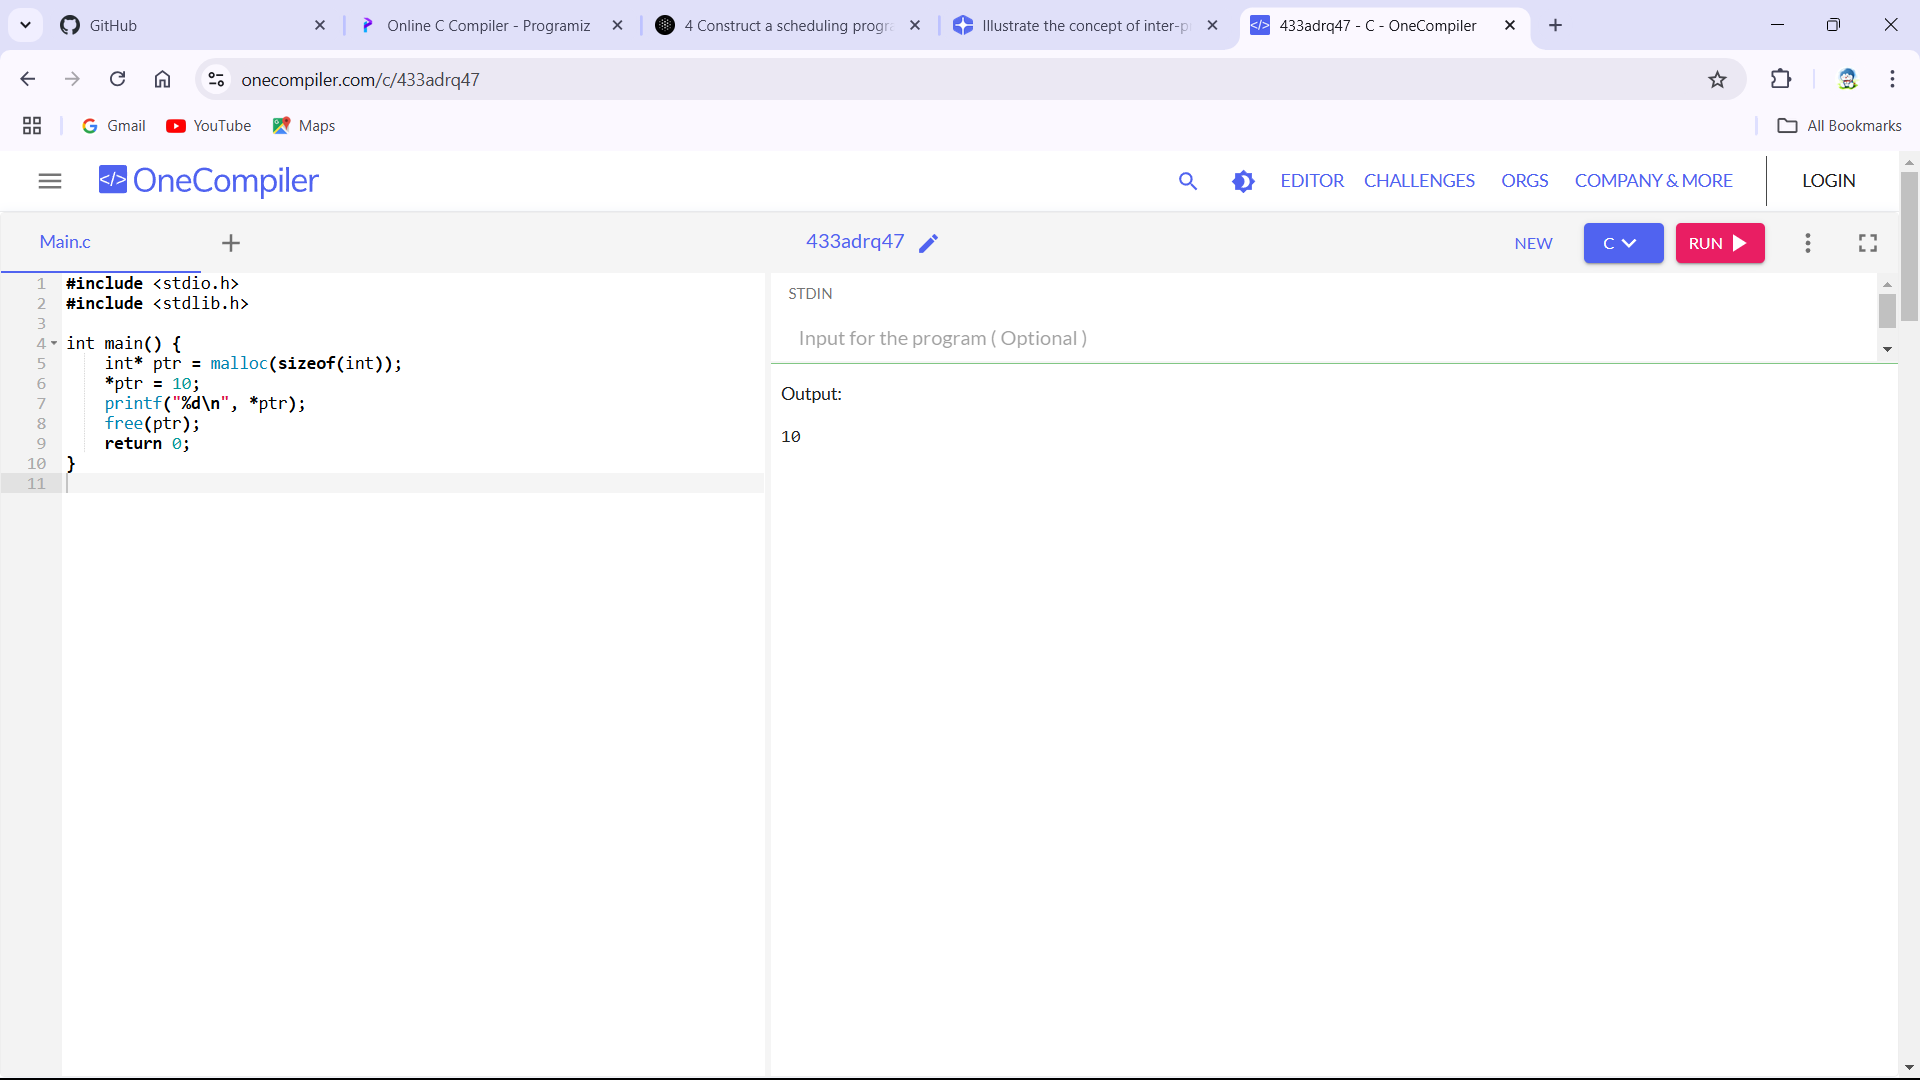 GitHub
Online C Compiler - Programiz
4 Construct a scheduling progra
Illustrate the concept of inter-p
433adrq47 - C - OneCompiler
onecompiler.com/c/433adrq47
Gmail
YouTube
Maps
All Bookmarks
</> OneCompiler
EDITOR
CHALLENGES
ORGS
COMPANY & MORE
LOGIN
Main.c
433adrq47
NEW
C
RUN
1 #include <stdio.h>
2 #include <stdlib.h>
3
4 int main() {
5     int* ptr = malloc(sizeof(int));
6     *ptr = 10;
7     printf("%d\n", *ptr);
8     free(ptr);
9     return 0;
10 }
11
STDIN
Input for the program ( Optional )
Output:
10